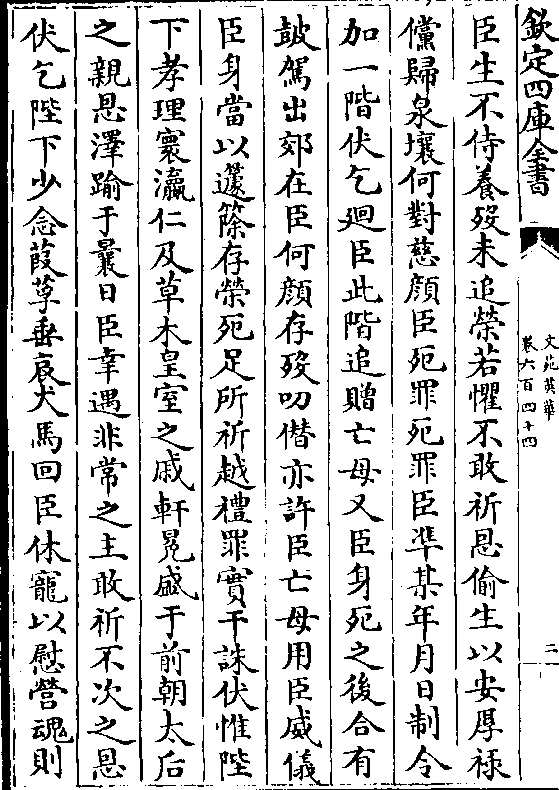 欽定四庫全書
文苑英華
卷六百四十四
二
臣生不侍養歿未追榮若懼不敢祈恩偷生以安厚祿
儻歸泉壤何對慈顔臣死罪死罪臣準某年月日制令
加一階伏乞廻臣此階追贈亡母又臣身死之後合有
鼓駕出郊在臣何顔存歿叨僣亦許臣亡母用臣威儀
臣身當以籧篨存榮死足所祈越禮罪實干誅伏惟陛
下孝理寰瀛仁及草木皇室之戚軒冕盛于前朝太后
之親恩澤踰于曩日臣幸遇非常之主敢祈不次之恩
伏乞陛下少念葭莩垂哀犬馬回臣休寵以慰營魂則